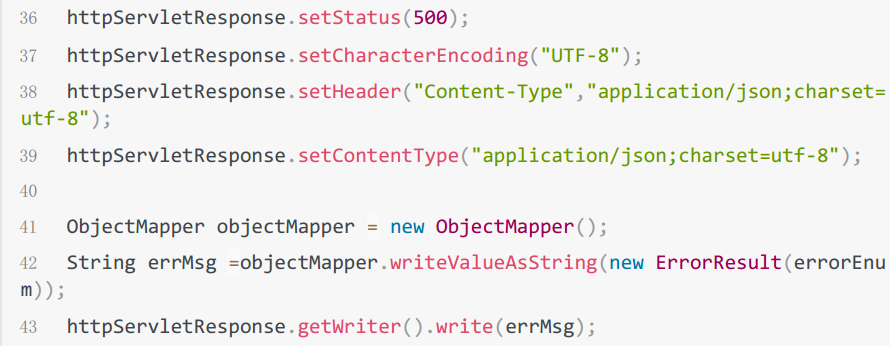 36 httpServletResponse.setStatus(500);
37 httpServletResponse.setCharacterEncoding("UTF-8");
38 httpServletResponse.setHeader("Content-Type","application/json;charset=
utf-8");
39 httpServletResponse.setContentType("application/json;charset=utf-8");
40
41 ObjectMapper objectMapper = new ObjectMapper();
42 String errMsg =objectMapper.writeValueAsString(new ErrorResult(errorEnu
m));
43 httpServletResponse.getWriter().write(errMsg);